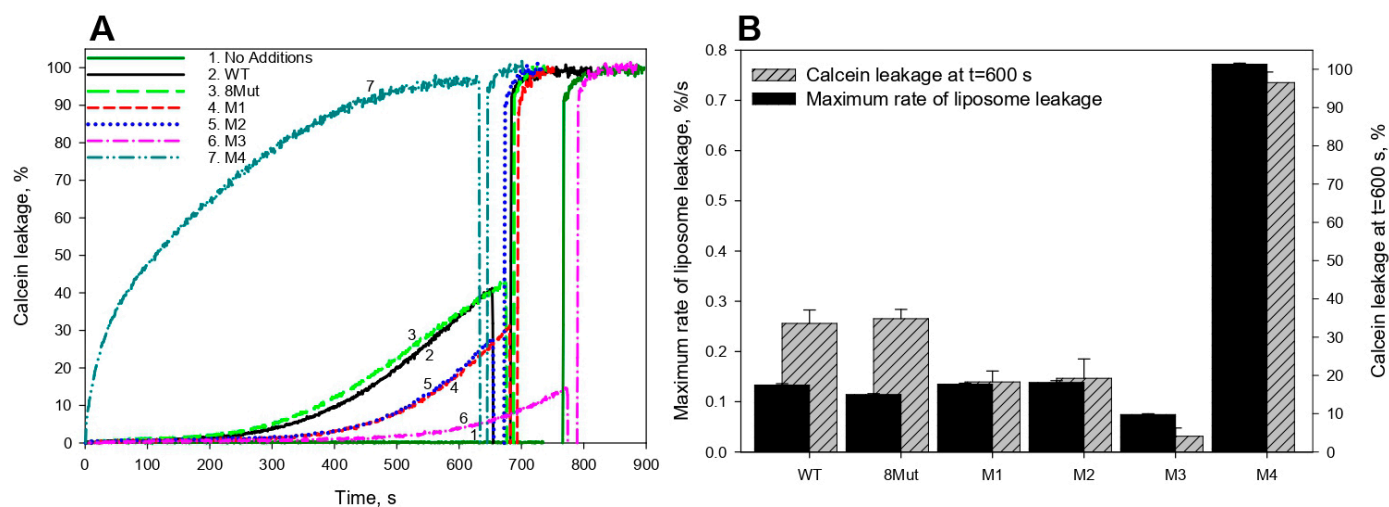 A
Calcein leakage, %
100
90
80
70
60
50
40
30
20
10
0
1. No Additions
2. WT
3. 8Mut
4. M1
5. M2
6. M3
7. M4
7
3
2
5
4
6
1
0 100 200 300 400 500 600 700 800 900
Time, s
B
Maximum rate of liposome leakage, %/s
0.8
0.7
0.6
0.5
0.4
0.3
0.2
0.1
0.0
Calcein leakage at t=600 s
Maximum rate of liposome leakage
100
90
80
70
60
50
40
30
20
10
0
Calcein leakage at t=600 s, %
WT 8Mut M1 M2 M3 M4